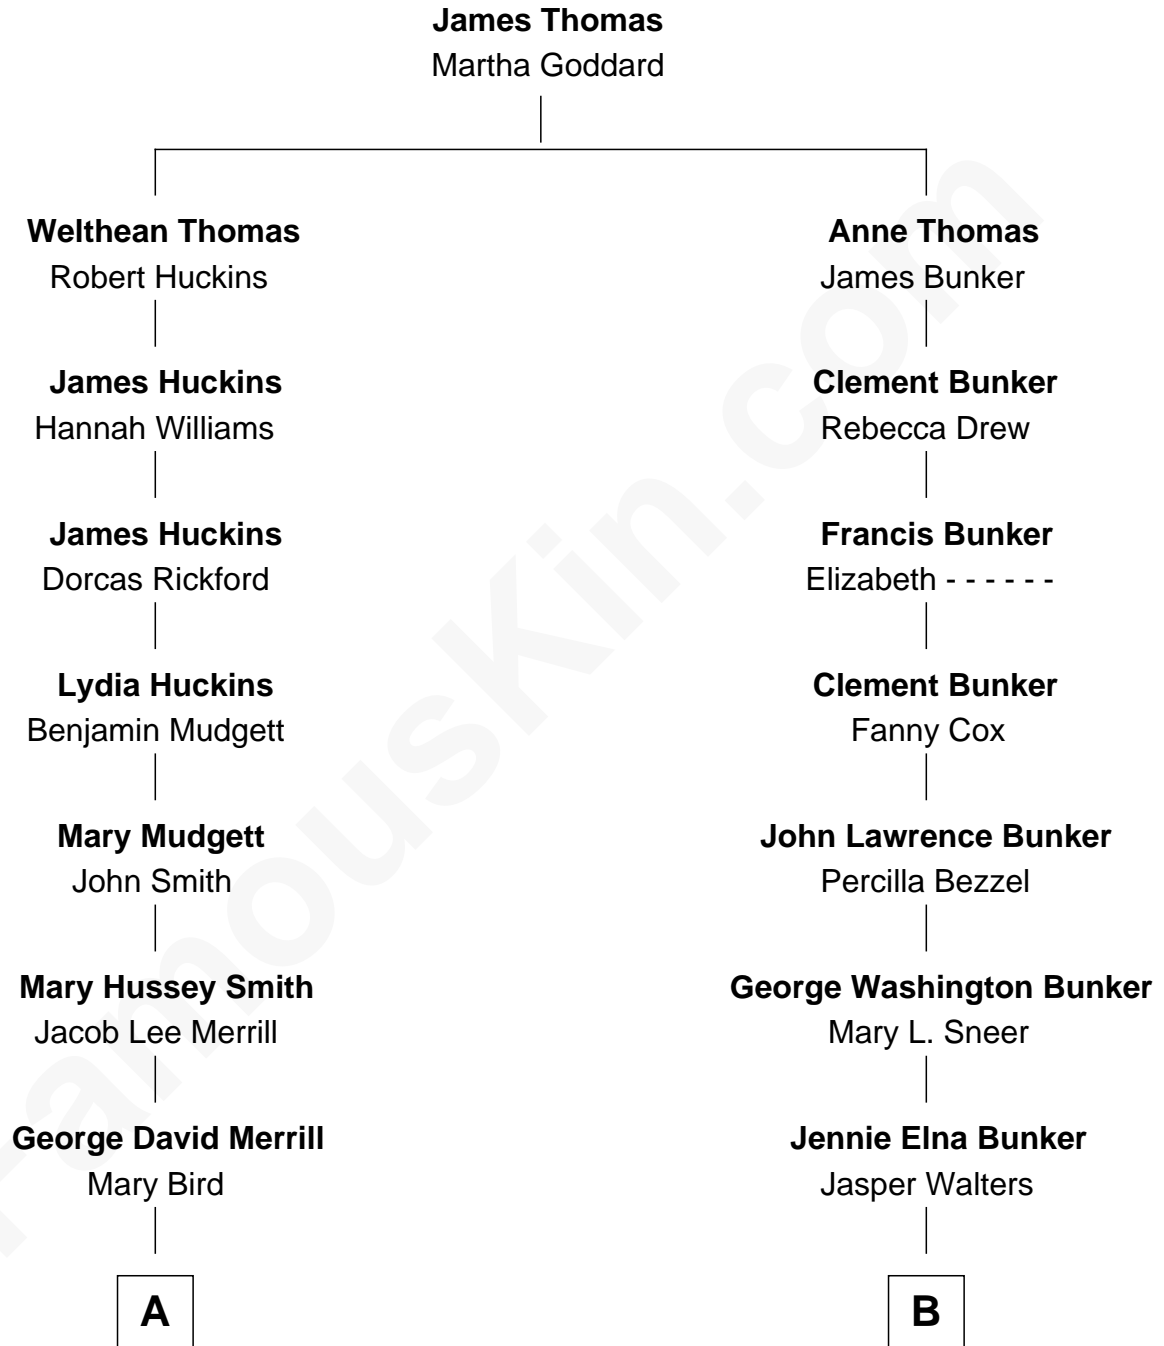 James Thomas
Martha Goddard
Welthean Thomas
Robert Huckins
James Huckins
Hannah Williams
James Huckins
Dorcas Rickford
Lydia Huckins
Benjamin Mudgett
Mary Mudgett
John Smith
Mary Hussey Smith
Jacob Lee Merrill
George David Merrill
Mary Bird
A
Anne Thomas
James Bunker
Clement Bunker
Rebecca Drew
Francis Bunker
Elizabeth - - - - - -
Clement Bunker
Fanny Cox
John Lawrence Bunker
Percilla Bezzel
George Washington Bunker
Mary L. Sneer
Jennie Elna Bunker
Jasper Walters
B
FamousKin.com